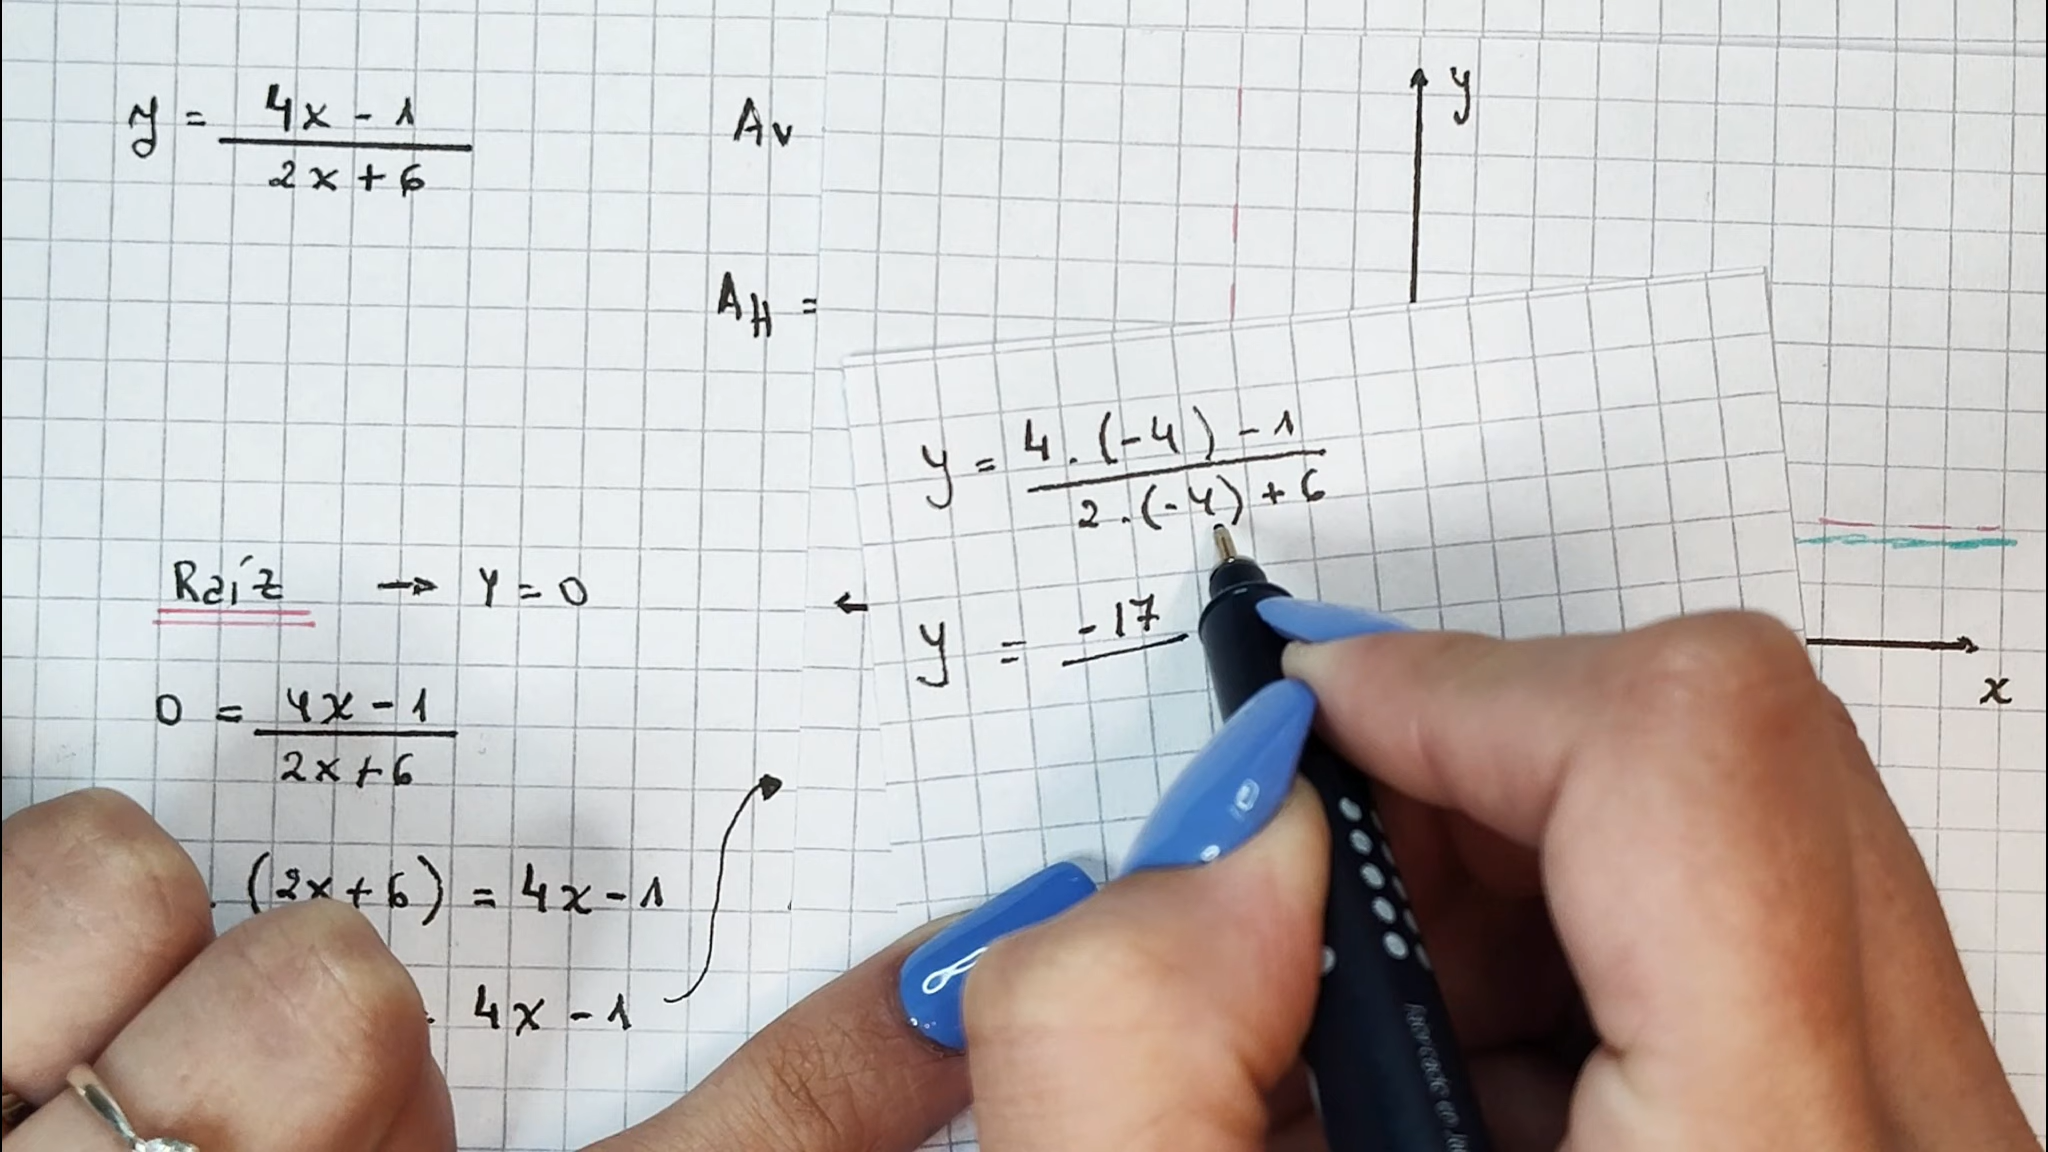 y = (4x - 1)/(2x + 6)
Av
AH =
Raíz → Y = 0
0 = (4x - 1)/(2x + 6)
. (2x + 6) = 4x - 1
4x - 1
y
y = (4 . (-4) - 1)/(2 . (-4) + 6)
y = -17
x